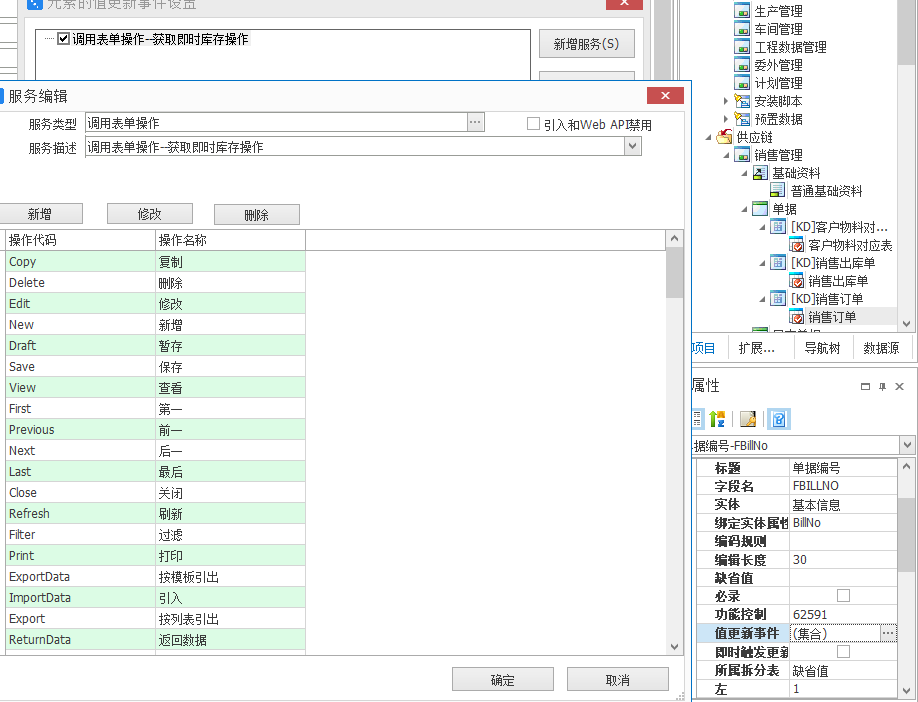 元素的值更新事件设置
调用表单操作--获取即时库存操作
新增服务(S)
服务编辑
服务类型 调用表单操作 ... 引入和Web API禁用
服务描述 调用表单操作--获取即时库存操作
新增 修改 删除
操作代码 操作名称
Copy 复制
Delete 删除
Edit 修改
New 新增
Draft 暂存
Save 保存
View 查看
First 第一
Previous 前一
Next 后一
Last 最后
Close 关闭
Refresh 刷新
Filter 过滤
Print 打印
ExportData 按模板引出
ImportData 引入
Export 按列表引出
ReturnData 返回数据
确定 取消
生产管理
车间管理
工程数据管理
委外管理
计划管理
安装脚本
预置数据
供应链
销售管理
基础资料
普通基础资料
单据
[KD]客户物料对...
客户物料对应表
[KD]销售出库单
销售出库单
[KD]销售订单
销售订单
项目 扩展... 导航树 数据源
属性
据编号-FBillNo
标题 单据编号
字段名 FBILLNO
实体 基本信息
绑定实体属性 BillNo
编码规则
编辑长度 30
缺省值
必录
功能控制 62591
值更新事件 (集合) ...
即时触发更新
所属拆分表 缺省值
左 1